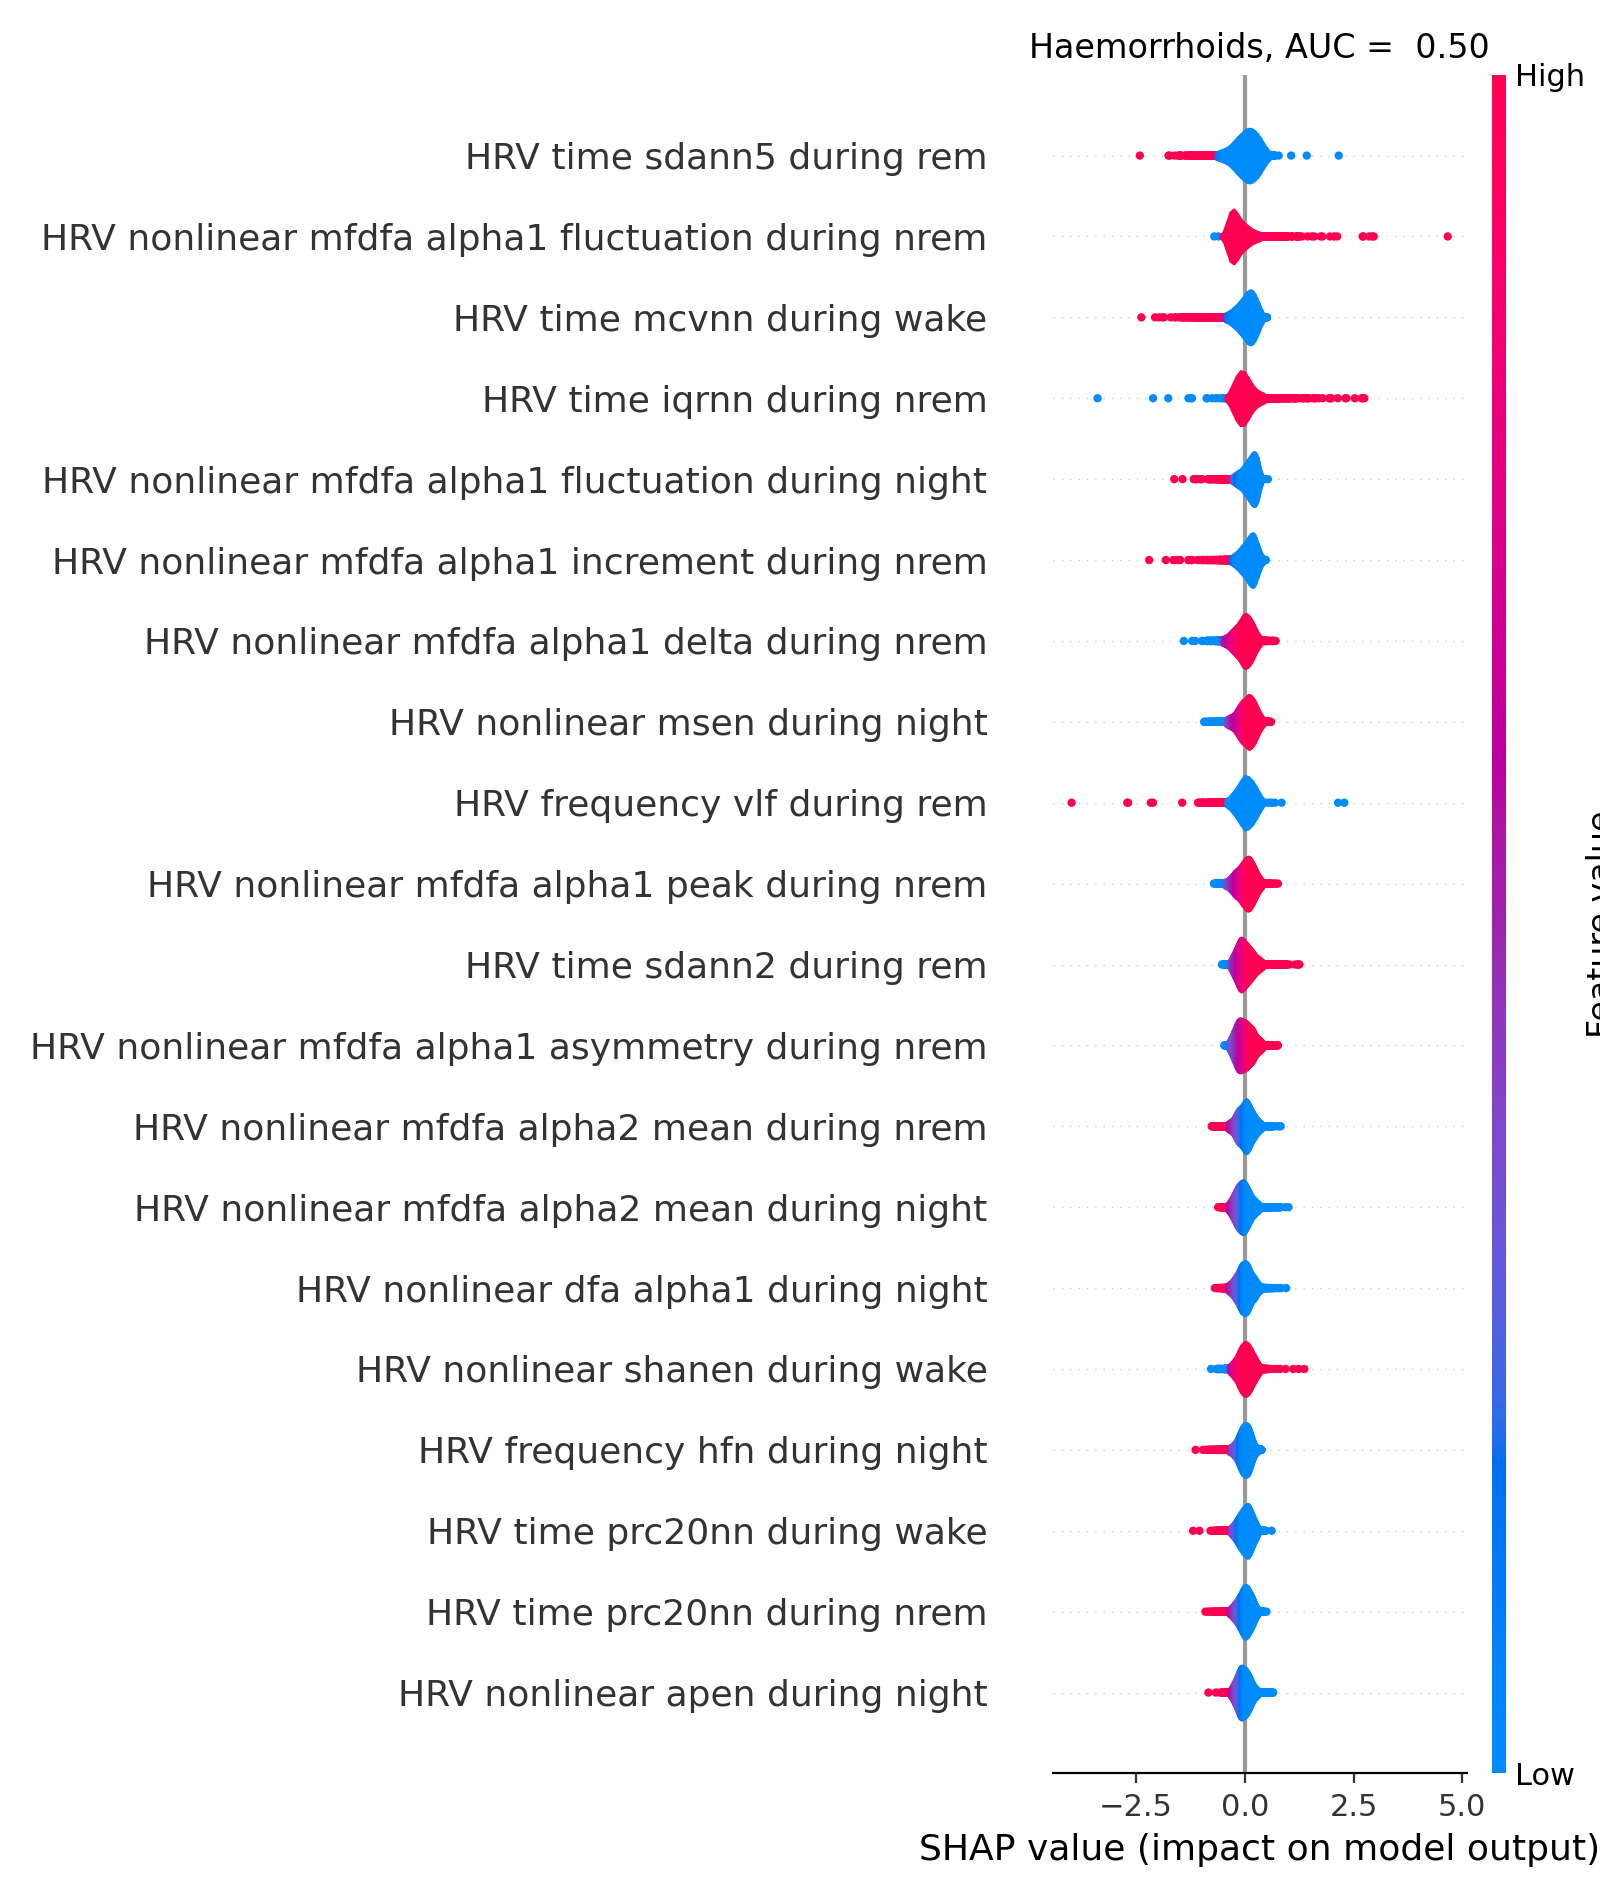 Haemorrhoids, AUC =  0.50
High
HRV time sdann5 during rem
HRV nonlinear mfdfa alpha1 fluctuation during nrem
HRV time mcvnn during wake
HRV time iqrnn during nrem
HRV nonlinear mfdfa alpha1 fluctuation during night
HRV nonlinear mfdfa alpha1 increment during nrem
HRV nonlinear mfdfa alpha1 delta during nrem
HRV nonlinear msen during night
HRV frequency vlf during rem
HRV nonlinear mfdfa alpha1 peak during nrem
Feature value
HRV time sdann2 during rem
HRV nonlinear mfdfa alpha1 asymmetry during nrem
HRV nonlinear mfdfa alpha2 mean during nrem
HRV nonlinear mfdfa alpha2 mean during night
HRV nonlinear dfa alpha1 during night
HRV nonlinear shanen during wake
HRV frequency hfn during night
HRV time prc20nn during wake
HRV time prc20nn during nrem
HRV nonlinear apen during night
Low
−2.5 0.0 2.5 5.0
SHAP value (impact on model output)